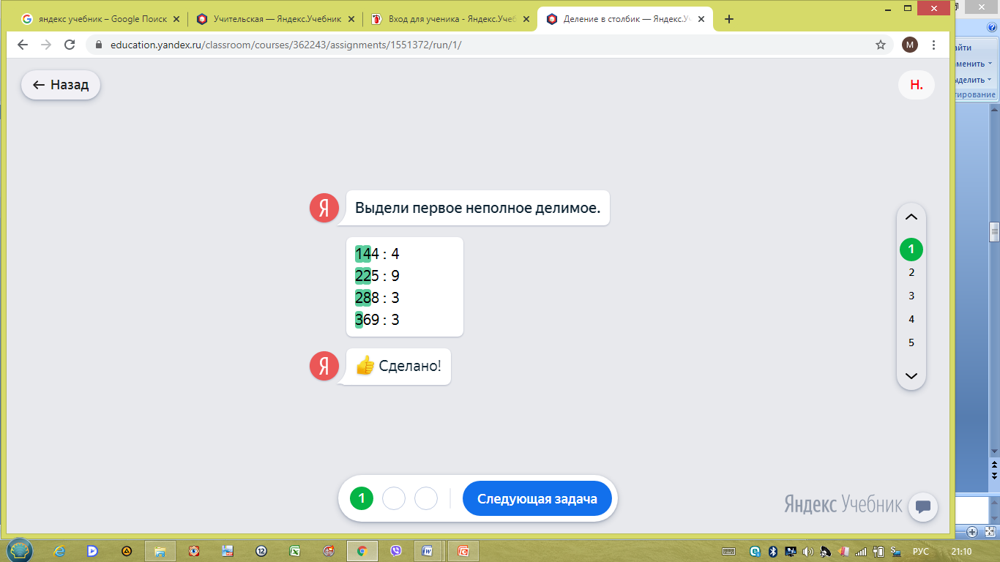 яндекс учебник – Google Поиск
Учительская — Яндекс.Учебник
Вход для ученика - Яндекс.Учеб
Деление в столбик — Яндекс.Уч
education.yandex.ru/classroom/courses/362243/assignments/1551372/run/1/
M
айти
менить
ыделить
тирование
← Назад
Н.
Я Выдели первое неполное делимое.
144 : 4
225 : 9
288 : 3
369 : 3
Я 👍 Сделано!
1
2
3
4
5
1
Следующая задача
Яндекс Учебник
12
РУС
21:10